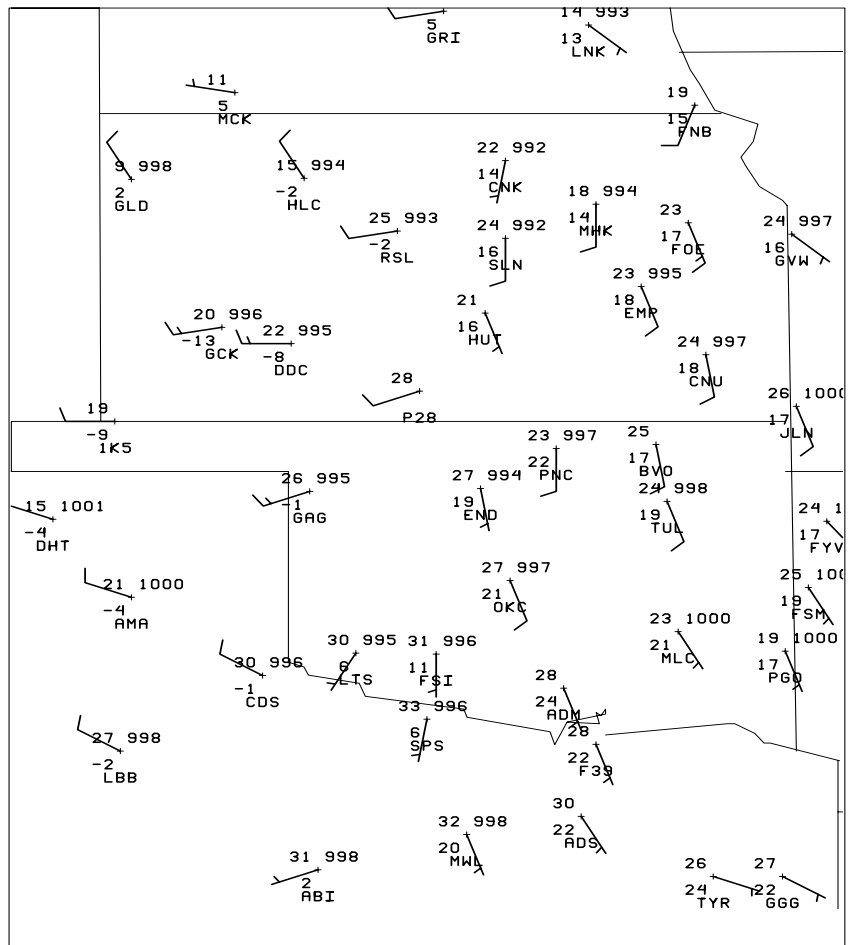 5
GRI
14 993
13
LNK
11
5
MCK
19
15
FNB
9 998
2
GLD
15 994
-2
HLC
22 992
14
CNK
18 994
14
MHK
25 993
-2
RSL
24 992
16
SLN
23
17
FOE
24 997
16
GVW
23 995
18
EMP
20 996
-13
GCK
22 995
-8
DDC
21
16
HUT
24 997
18
CNU
28
P28
19
-9
1K5
26 1000
17
JLN
23 997
22
PNC
25
17
BVO
26 995
-1
GAG
27 994
19
END
24 998
19
TUL
15 1001
-4
DHT
24 1
17
FYV
21 1000
-4
AMA
27 997
21
OKC
25 100
19
FSM
23 1000
21
MLC
19 1000
17
PGO
30 996
-1
CDS
30 995
6
LTS
31 996
11
FSI
28
24
ADM
33 996
6
SPS
27 998
-2
LBB
28
22
F39
32 998
20
MWL
30
22
ADS
31 998
2
ABI
26
24
TYR
27
22
GGG